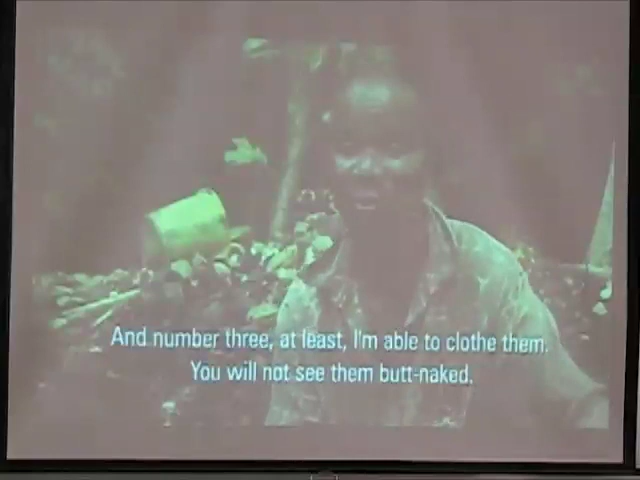 And number three, at least, I'm able to clothe them.
You will not see them butt-naked.